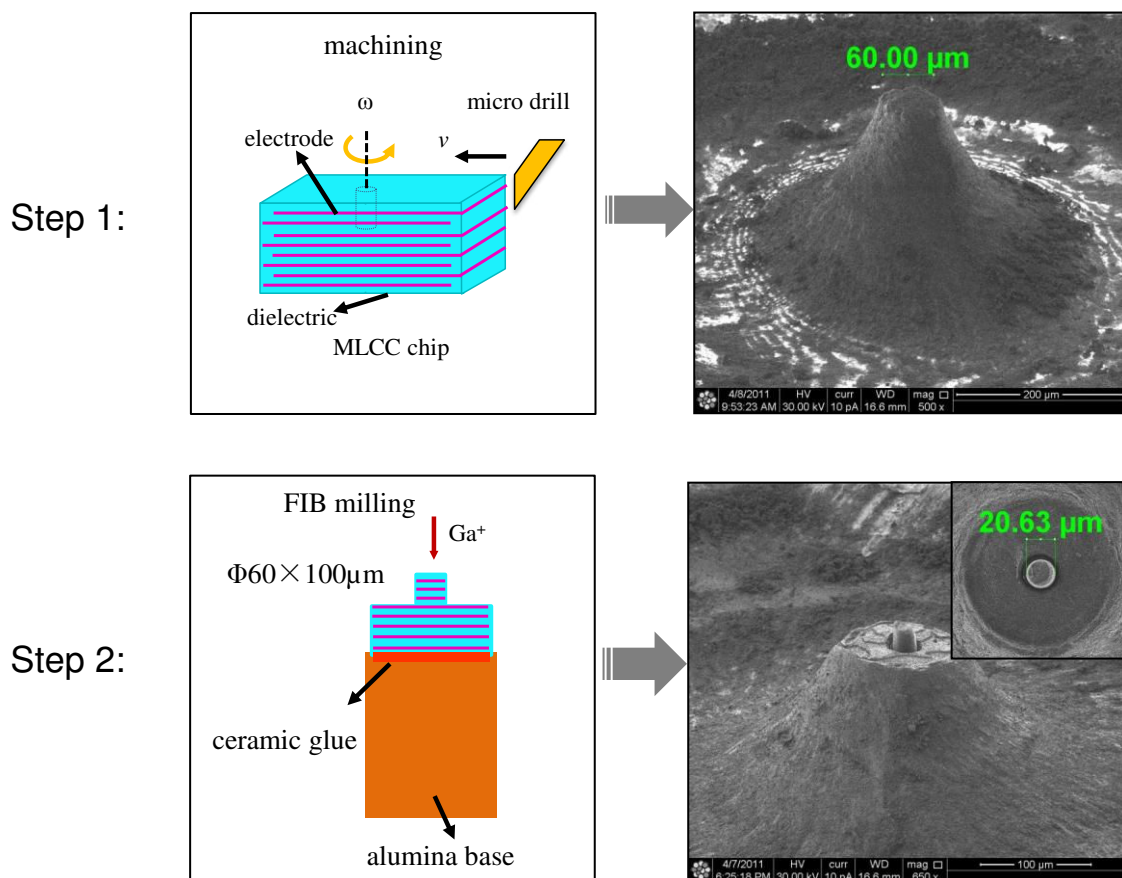 Step 1:
machining
ω
micro drill
electrode
v
dielectric
MLCC chip
60.00 µm
4/8/2011 HV curr WD mag
9:53:23 AM 30.00 kV 10 pA 16.6 mm 500 x
200 µm
Step 2:
FIB milling
Ga⁺
Φ60×100µm
ceramic glue
alumina base
20.63 µm
4/7/2011 HV curr WD mag
6:25:18 PM 30.00 kV 10 pA 16.6 mm 650 x
100 µm